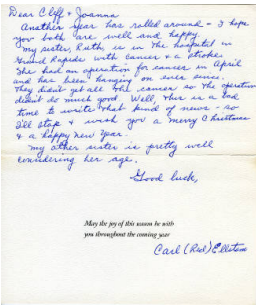 Dear Cliff & Joanna
Another year has rolled around - I hope
you both are well and happy.
My sister, Ruth, is in the hospital in
Grand Rapids with cancer & a stroke.
She had an operation for cancer in April
and has been hanging on ever since.
They didn't get all the cancer so the operation
didn't do much good. Well, this is a bad
time to write that kind of news - so
I'll stop & wish you a Merry Christmas
& a happy New Year.
My other sister is pretty well
considering her age.
Good luck,
May the joy of this season be with
you throughout the coming year
Carl (Red)